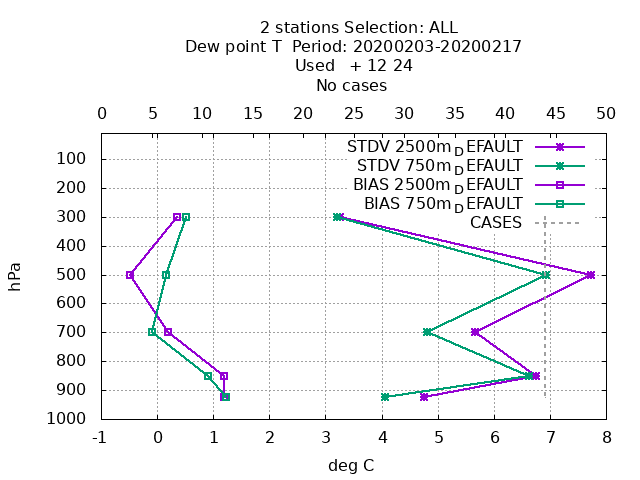 2 stations Selection: ALL
Dew point T  Period: 20200203-20200217
Used   + 12 24
No cases
0 5 10 15 20 25 30 35 40 45 50
STDV 2500m_DEFAULT
STDV 750m_DEFAULT
BIAS 2500m_DEFAULT
BIAS 750m_DEFAULT
CASES
100
200
300
400
500
600
700
800
900
1000
hPa
-1 0 1 2 3 4 5 6 7 8
deg C